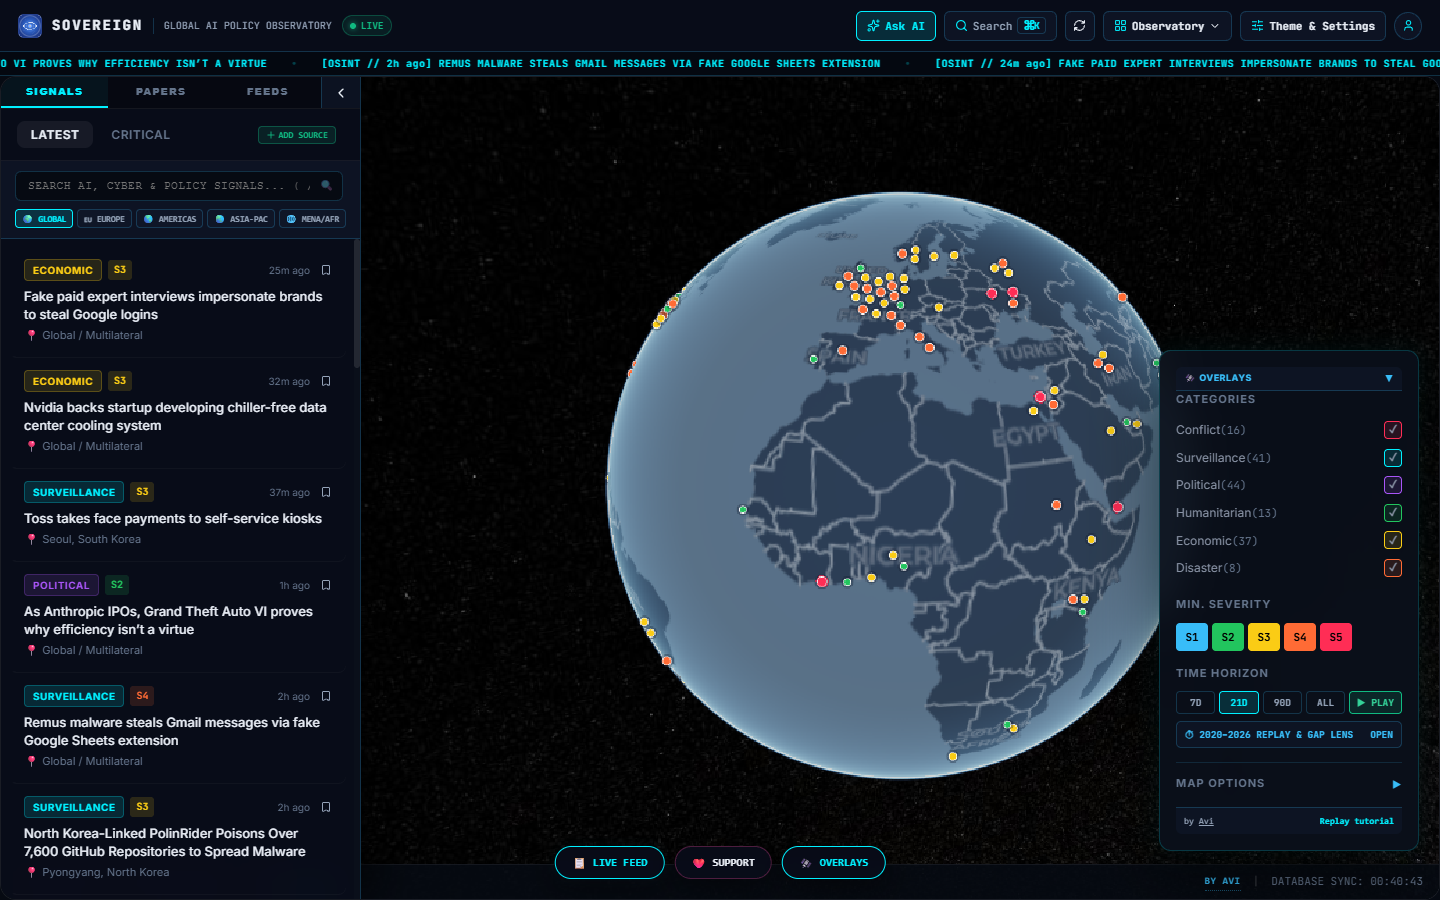 SOVEREIGN
GLOBAL AI POLICY OBSERVATORY
LIVE
Ask AI
Search ⌘K
Observatory
Theme & Settings
O VI PROVES WHY EFFICIENCY ISN'T A VIRTUE
[OSINT // 2h ago] REMUS MALWARE STEALS GMAIL MESSAGES VIA FAKE GOOGLE SHEETS EXTENSION
[OSINT // 24m ago] FAKE PAID EXPERT INTERVIEWS IMPERSONATE BRANDS TO STEAL GOO
SIGNALS
PAPERS
FEEDS
LATEST
CRITICAL
+ ADD SOURCE
SEARCH AI, CYBER & POLICY SIGNALS... ( /
GLOBAL
EU EUROPE
AMERICAS
ASIA-PAC
MENA/AFR
ECONOMIC S3 25m ago
Fake paid expert interviews impersonate brands
to steal Google logins
Global / Multilateral
ECONOMIC S3 32m ago
Nvidia backs startup developing chiller-free data
center cooling system
Global / Multilateral
SURVEILLANCE S3 37m ago
Toss takes face payments to self-service kiosks
Seoul, South Korea
POLITICAL S2 1h ago
As Anthropic IPOs, Grand Theft Auto VI proves
why efficiency isn't a virtue
Global / Multilateral
SURVEILLANCE S4 2h ago
Remus malware steals Gmail messages via fake
Google Sheets extension
Global / Multilateral
SURVEILLANCE S3 2h ago
North Korea-Linked PolinRider Poisons Over
7,600 GitHub Repositories to Spread Malware
Pyongyang, North Korea
SPAIN
TURKEY
IRAN
EGYPT
NIGERIA
KENYA
SOUTH
AFRICA
OVERLAYS
CATEGORIES
Conflict(16)
Surveillance(41)
Political(44)
Humanitarian(13)
Economic(37)
Disaster(8)
MIN. SEVERITY
S1 S2 S3 S4 S5
TIME HORIZON
7D 21D 90D ALL ▶ PLAY
2020–2026 REPLAY & GAP LENS OPEN
MAP OPTIONS
by Avi
Replay tutorial
LIVE FEED
SUPPORT
OVERLAYS
BY AVI | DATABASE SYNC: 00:40:43